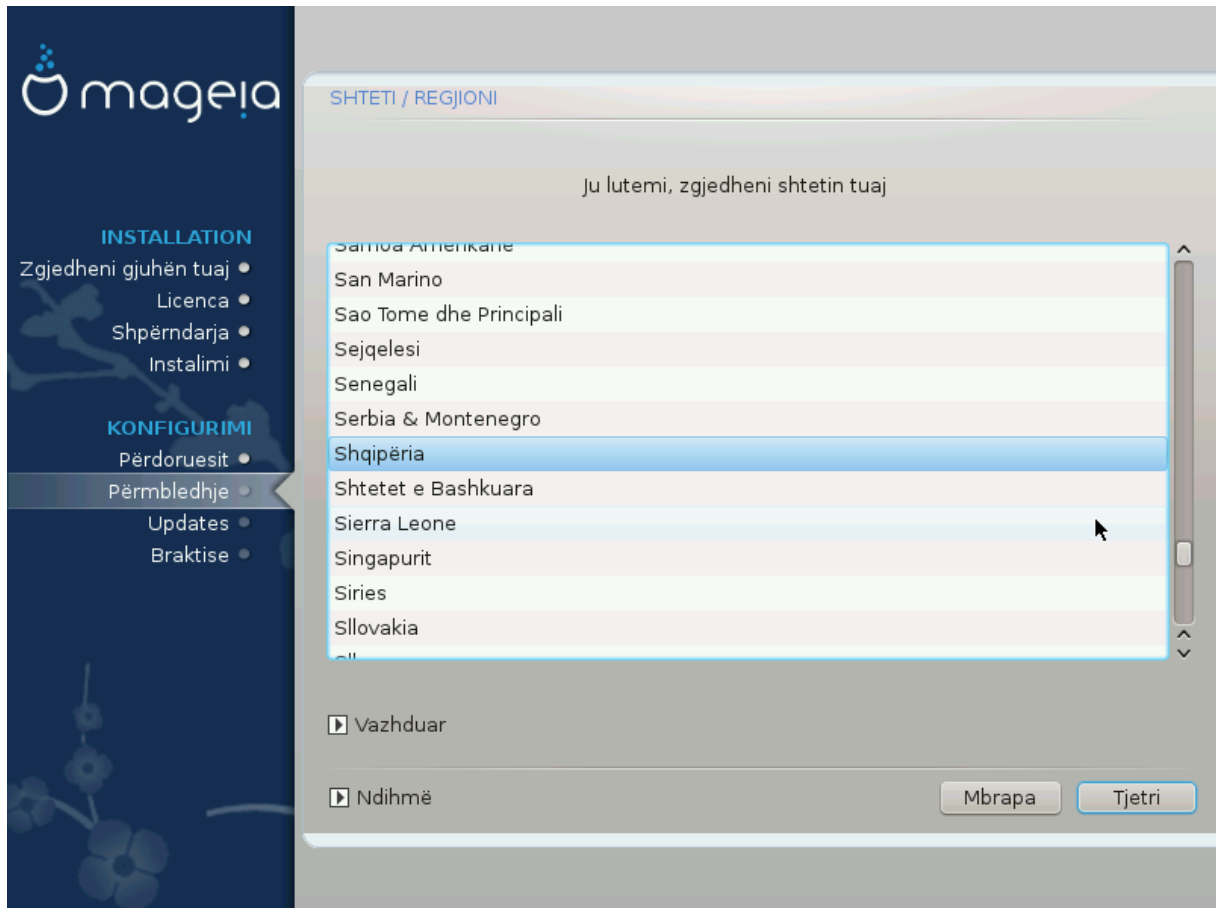 mageia
INSTALLATION
Zgjedheni gjuhën tuaj
Licenca
Shpërndarja
Instalimi
KONFIGURIMI
Përdoruesit
Përmbledhje
Updates
Braktise
SHTETI / REGJIONI
Ju lutemi, zgjedheni shtetin tuaj
Samoa Amerikane
San Marino
Sao Tome dhe Principali
Sejqelesi
Senegali
Serbia & Montenegro
Shqipëria
Shtetet e Bashkuara
Sierra Leone
Singapurit
Siries
Sllovakia
Vazhduar
Ndihmë
Mbrapa
Tjetri